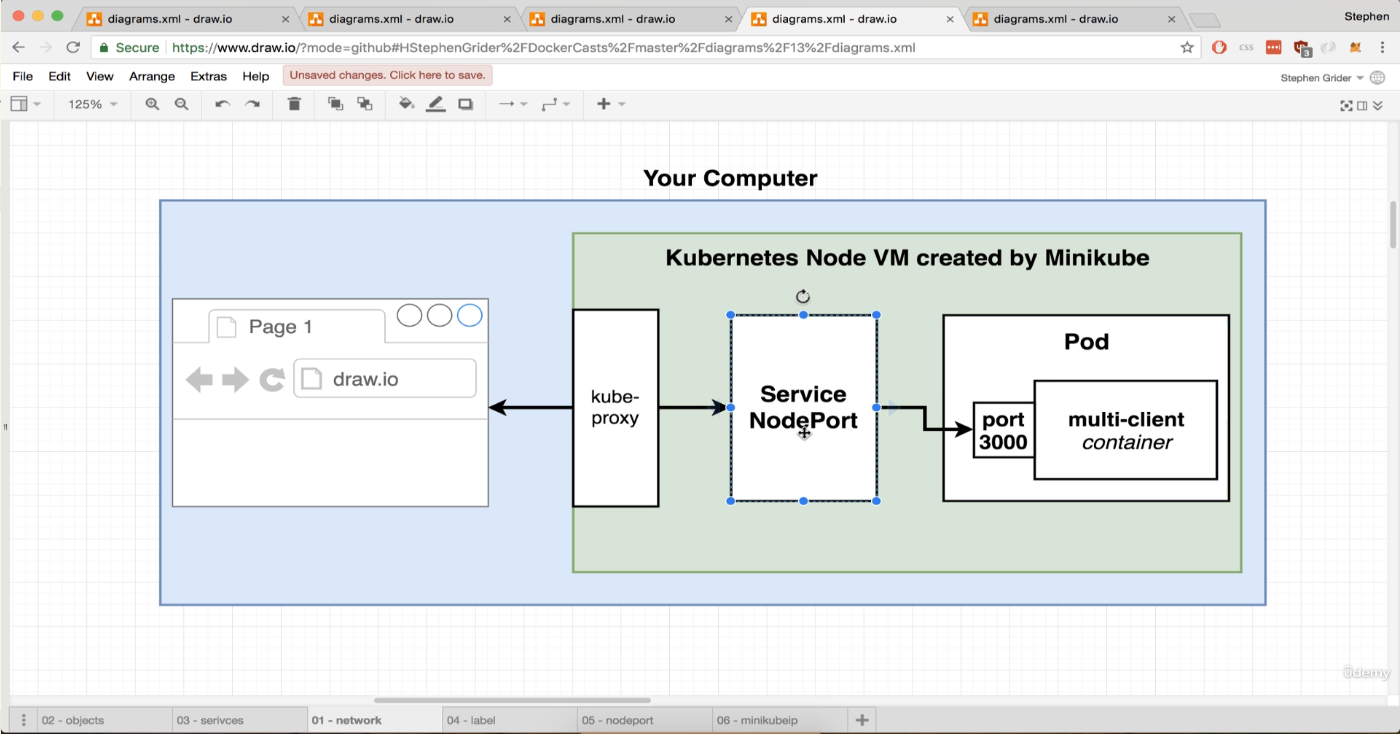 diagrams.xml - draw.io
diagrams.xml - draw.io
diagrams.xml - draw.io
diagrams.xml - draw.io
diagrams.xml - draw.io
Stephen
Secure https://www.draw.io/?mode=github#HStephenGrider%2FDockerCasts%2Fmaster%2Fdiagrams%2F13%2Fdiagrams.xml
css
3
File Edit View Arrange Extras Help Unsaved changes. Click here to save.
Stephen Grider
125%
Your Computer
Kubernetes Node VM created by Minikube
Page 1
draw.io
kube-
proxy
Service
NodePort
Pod
port
3000
multi-client
container
ûdemy
02 - objects
03 - serivces
01 - network
04 - label
05 - nodeport
06 - minikubeip